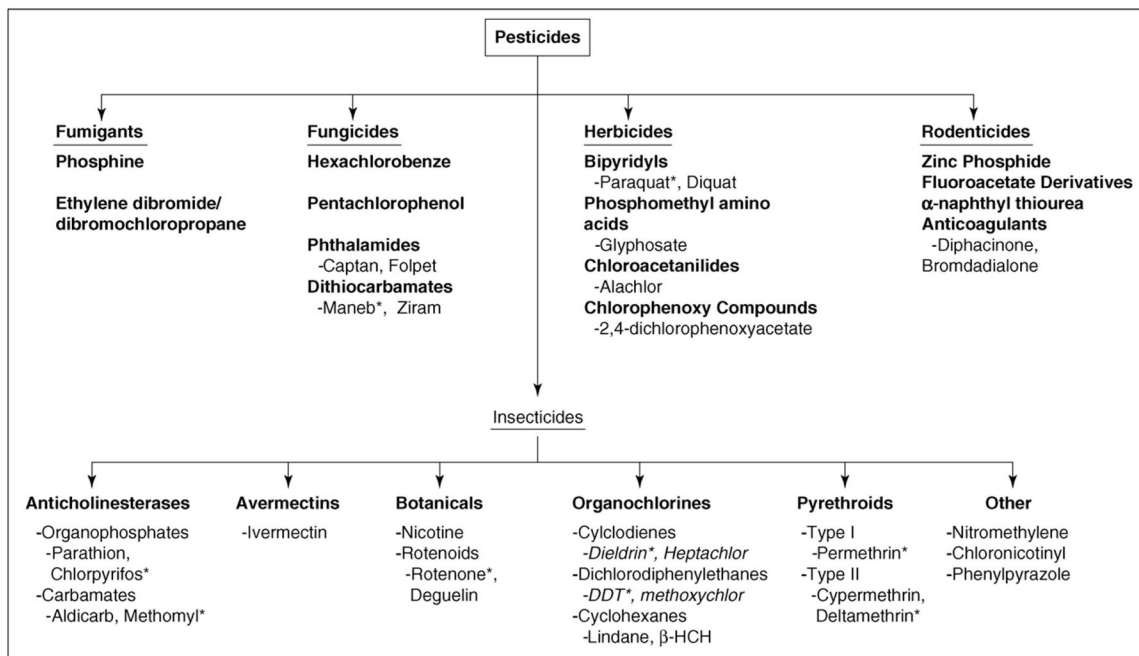 Pesticides
Fumigants
Phosphine
Ethylene dibromide/
dibromochloropropane
Fungicides
Hexachlorobenze
Pentachlorophenol
Phthalamides
-Captan, Folpet
Dithiocarbamates
-Maneb*, Ziram
Herbicides
Bipyridyls
-Paraquat*, Diquat
Phosphomethyl amino
acids
-Glyphosate
Chloroacetanilides
-Alachlor
Chlorophenoxy Compounds
-2,4-dichlorophenoxyacetate
Rodenticides
Zinc Phosphide
Fluoroacetate Derivatives
α-naphthyl thiourea
Anticoagulants
-Diphacinone,
Bromdadialone
Insecticides
Anticholinesterases
-Organophosphates
-Parathion,
Chlorpyrifos*
-Carbamates
-Aldicarb, Methomyl*
Avermectins
-Ivermectin
Botanicals
-Nicotine
-Rotenoids
-Rotenone*,
Deguelin
Organochlorines
-Cylclodienes
-Dieldrin*, Heptachlor
-Dichlorodiphenylethanes
-DDT*, methoxychlor
-Cyclohexanes
-Lindane, β-HCH
Pyrethroids
-Type I
-Permethrin*
-Type II
-Cypermethrin,
Deltamethrin*
Other
-Nitromethylene
-Chloronicotinyl
-Phenylpyrazole